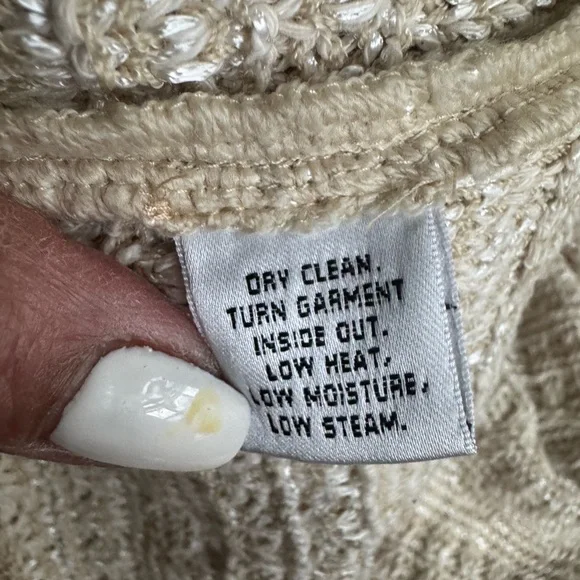 DRY CLEAN.
TURN GARMENT
INSIDE OUT.
LOW HEAT,
LOW MOISTURE,
LOW STEAM.